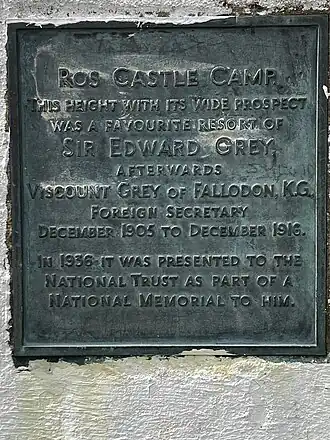 ROS CASTLE CAMP
THIS HEIGHT WITH ITS WIDE PROSPECT
WAS A FAVOURITE RESORT OF
SIR EDWARD GREY,
AFTERWARDS
VISCOUNT GREY OF FALLODON, K.G.
FOREIGN SECRETARY
DECEMBER 1905 TO DECEMBER 1916.
IN 1936 IT WAS PRESENTED TO THE
NATIONAL TRUST AS PART OF A
NATIONAL MEMORIAL TO HIM.